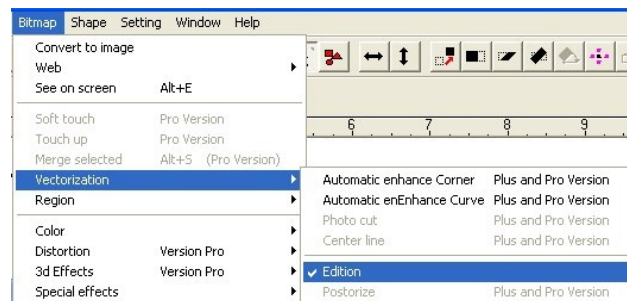 Bitmap Shape Setting Window Help
Convert to image
Web
See on screen Alt+E
Soft touch Pro Version
Touch up Pro Version
6 7 8 9
Merge selected Alt+S (Pro Version)
Vectorization
Automatic enhance Corner Plus and Pro Version
Region
Automatic enEnhance Curve Plus and Pro Version
Photo cut Plus and Pro Version
Color
Center line Plus and Pro Version
Distortion Version Pro
3d Effects Version Pro
Edition
Special effects
Postorize Plus and Pro Version